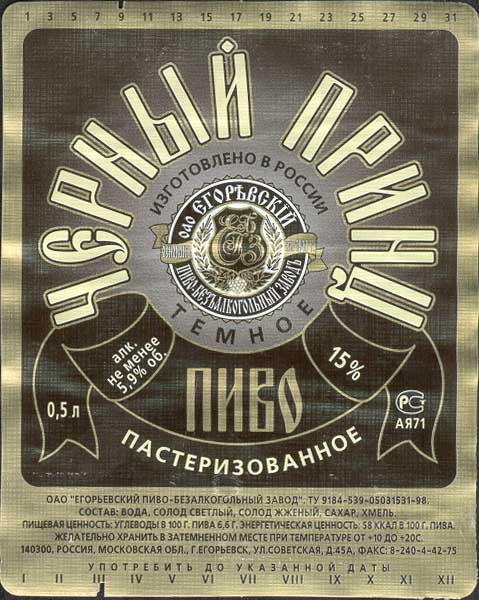 1 3 5 7 9 11 13 15 17 19 21 23 25 27 29 31
ЧЕРНЫЙ ПРИНЦ
ИЗГОТОВЛЕНО В РОССИИ
ОАО ЕГОРЬѢВСКIЙ
ПИВО-БЕЗАЛКОГОЛЬНЫЙ ЗАВОДЪ
ТЕМНОЕ
алк.
не менее
5,9% об.
15%
ПИВО
0,5 л
РС
АЯ71
ПАСТЕРИЗОВАННОЕ
ОАО "ЕГОРЬЕВСКИЙ ПИВО-БЕЗАЛКОГОЛЬНЫЙ ЗАВОД". ТУ 9184-539-05031531-98.
СОСТАВ: ВОДА, СОЛОД СВЕТЛЫЙ, СОЛОД ЖЖЕНЫЙ, САХАР, ХМЕЛЬ.
ПИЩЕВАЯ ЦЕННОСТЬ: УГЛЕВОДЫ В 100 Г. ПИВА 6,6 Г. ЭНЕРГЕТИЧЕСКАЯ ЦЕННОСТЬ: 58 ККАЛ В 100 Г. ПИВА.
ЖЕЛАТЕЛЬНО ХРАНИТЬ В ЗАТЕМНЕННОМ МЕСТЕ ПРИ ТЕМПЕРАТУРЕ ОТ +10 ДО +20С.
140300, РОССИЯ, МОСКОВСКАЯ ОБЛ., Г.ЕГОРЬЕВСК, УЛ.СОВЕТСКАЯ, Д.45А, ФАКС: 8-240-4-42-75
УПОТРЕБИТЬ ДО УКАЗАННОЙ ДАТЫ
I II III IV V VI VII VIII IX X XI XII